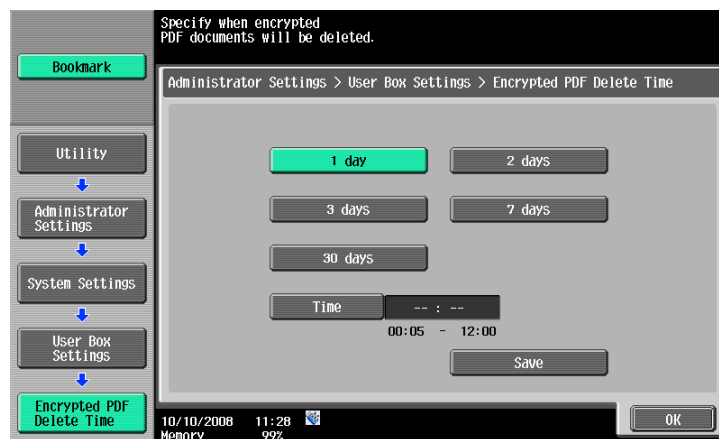 Specify when encrypted
PDF documents will be deleted.
Bookmark
Administrator Settings > User Box Settings > Encrypted PDF Delete Time
Utility
Administrator
Settings
System Settings
User Box
Settings
Encrypted PDF
Delete Time
1 day
2 days
3 days
7 days
30 days
Time
-- : --
00:05 - 12:00
Save
OK
10/10/2008 11:28
Memory 99%